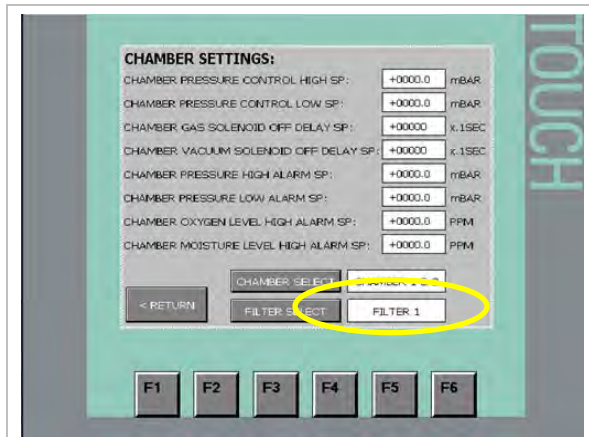 CHAMBER SETTINGS:
CHAMBER PRESSURE CONTROL HIGH SP: +0000.0 mBAR
CHAMBER PRESSURE CONTROL LOW SP: +0000.0 mBAR
CHAMBER GAS SOLENOID OFF DELAY SP: +00000 x.1SEC
CHAMBER VACUUM SOLENOID OFF DELAY SP: +00000 x.1SEC
CHAMBER PRESSURE HIGH ALARM SP: +0000.0 mBAR
CHAMBER PRESSURE LOW ALARM SP: +0000.0 mBAR
CHAMBER OXYGEN LEVEL HIGH ALARM SP: +0000.0 PPM
CHAMBER MOISTURE LEVEL HIGH ALARM SP: +0000.0 PPM
CHAMBER SELECT CHAMBER 1
< RETURN FILTER SELECT FILTER 1
F1 F2 F3 F4 F5 F6
TOUCH